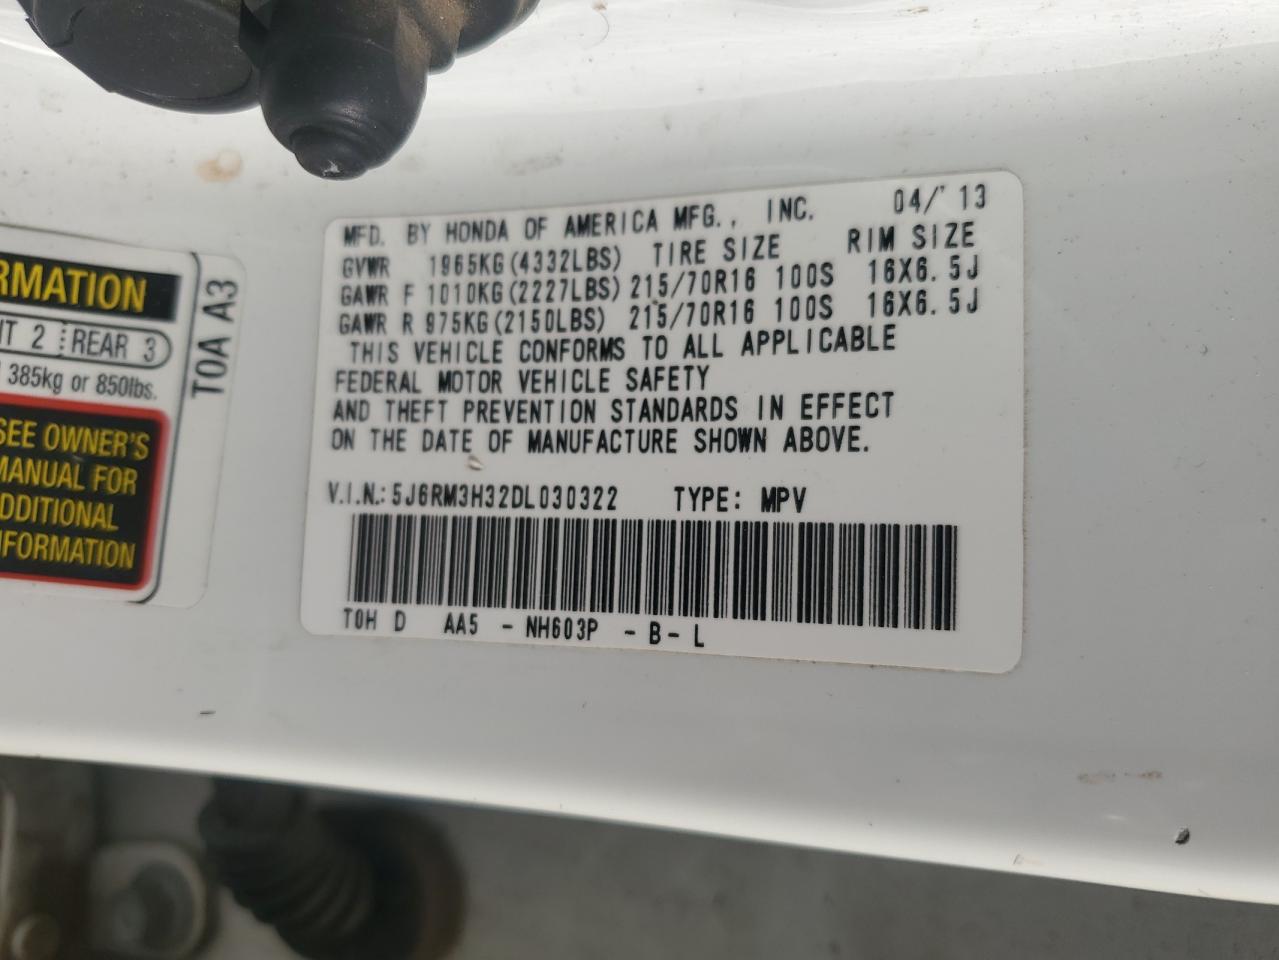 RMATION
NT 2 REAR 3
385kg or 850lbs.
SEE OWNER'S
MANUAL FOR
ADDITIONAL
INFORMATION
T0A A3
MFD. BY HONDA OF AMERICA MFG., INC. 04/'13
GVWR 1965KG(4332LBS) TIRE SIZE RIM SIZE
GAWR F 1010KG(2227LBS) 215/70R16 100S 16X6.5J
GAWR R 975KG(2150LBS) 215/70R16 100S 16X6.5J
THIS VEHICLE CONFORMS TO ALL APPLICABLE
FEDERAL MOTOR VEHICLE SAFETY
AND THEFT PREVENTION STANDARDS IN EFFECT
ON THE DATE OF MANUFACTURE SHOWN ABOVE.
V.I.N.: 5J6RM3H32DL030322 TYPE: MPV
T0H D AA5 - NH603P - B - L